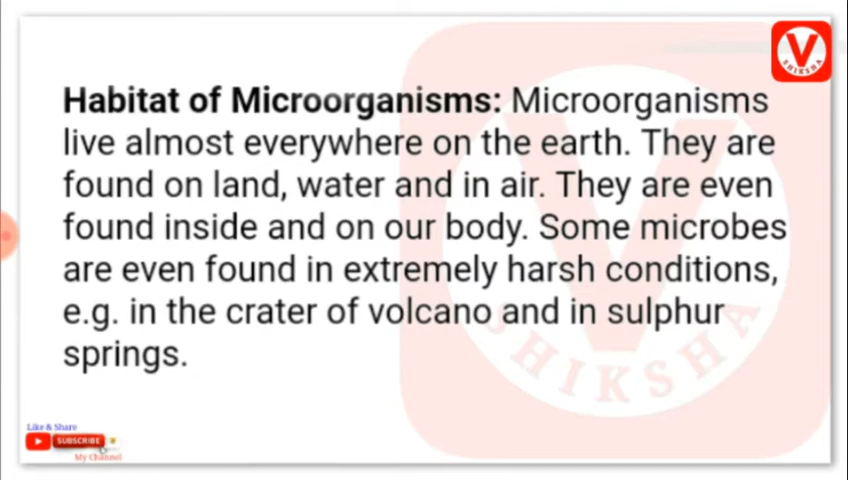 V
SHIKSHA
Habitat of Microorganisms: Microorganisms
live almost everywhere on the earth. They are
found on land, water and in air. They are even
found inside and on our body. Some microbes
are even found in extremely harsh conditions,
e.g. in the crater of volcano and in sulphur
springs.
V
SHIKSHA
Like & Share
SUBSCRIBE
My Channel